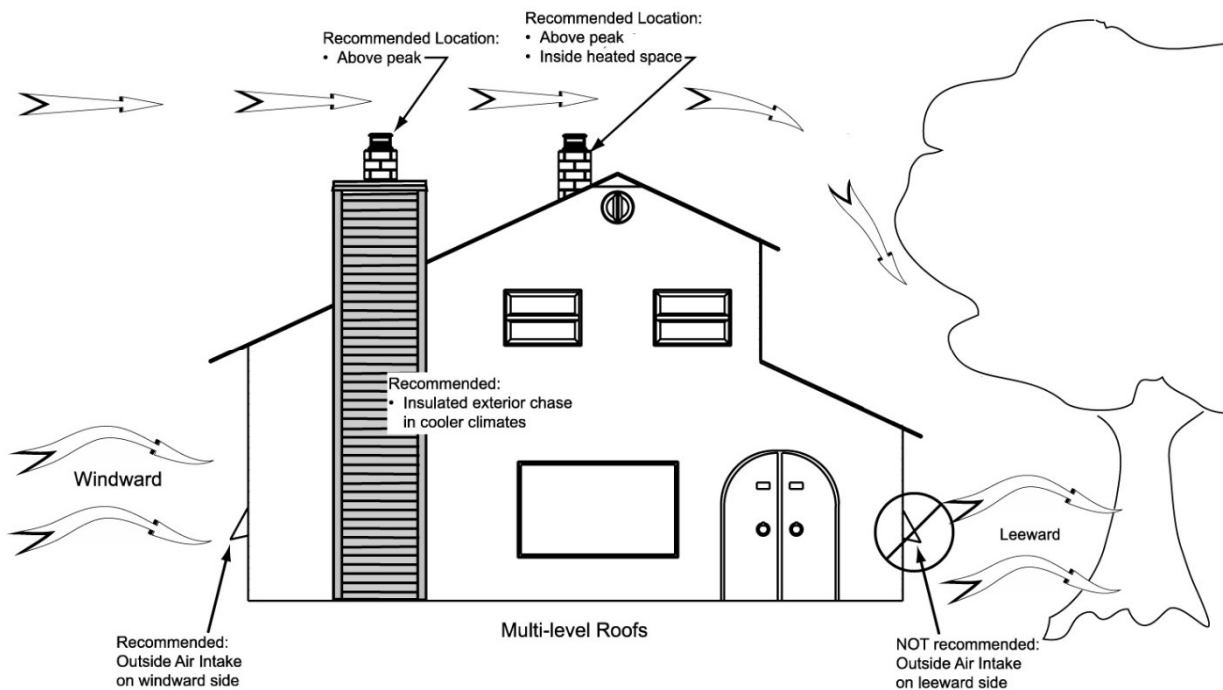 Recommended Location:
• Above peak
Recommended Location:
• Above peak
• Inside heated space
Recommended:
• Insulated exterior chase
in cooler climates
Windward
Leeward
Multi-level Roofs
Recommended:
Outside Air Intake
on windward side
NOT recommended:
Outside Air Intake
on leeward side